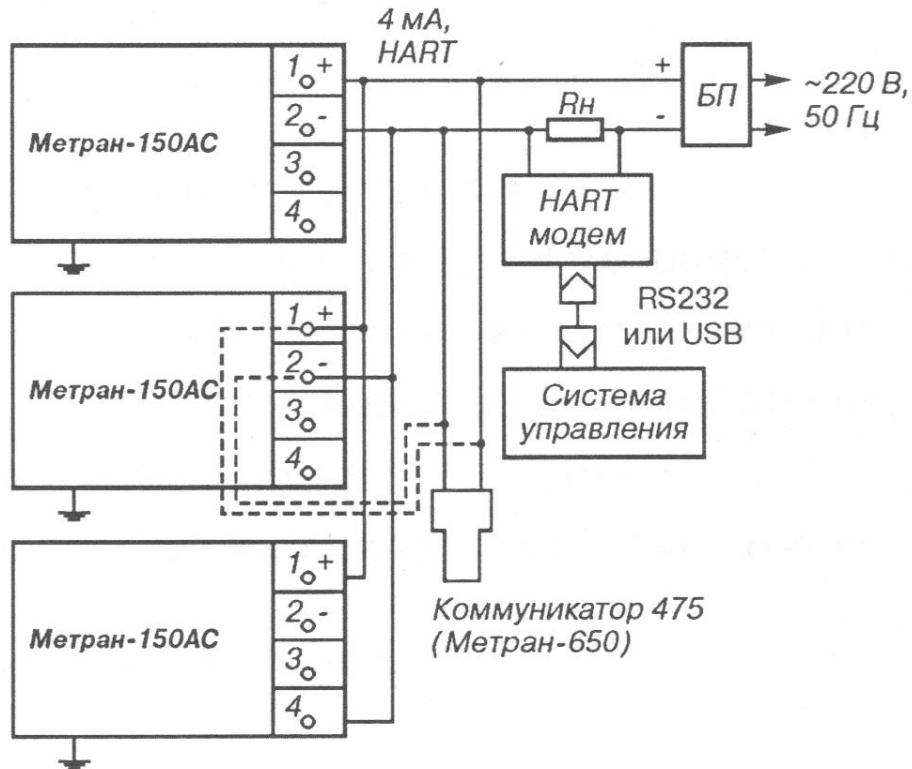 4 мА,
HART
Метран-150АС
1 +
2 -
3
4
+
-
Rн
БП
~220 В,
50 Гц
HART
модем
RS232
или USB
Система
управления
Метран-150АС
1 +
2 -
3
4
Метран-150АС
1 +
2 -
3
4
Коммуникатор 475
(Метран-650)